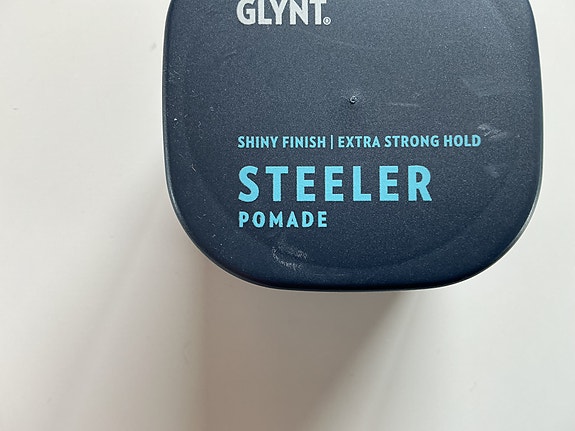 GLYNT®
SHINY FINISH | EXTRA STRONG HOLD
STEELER
POMADE